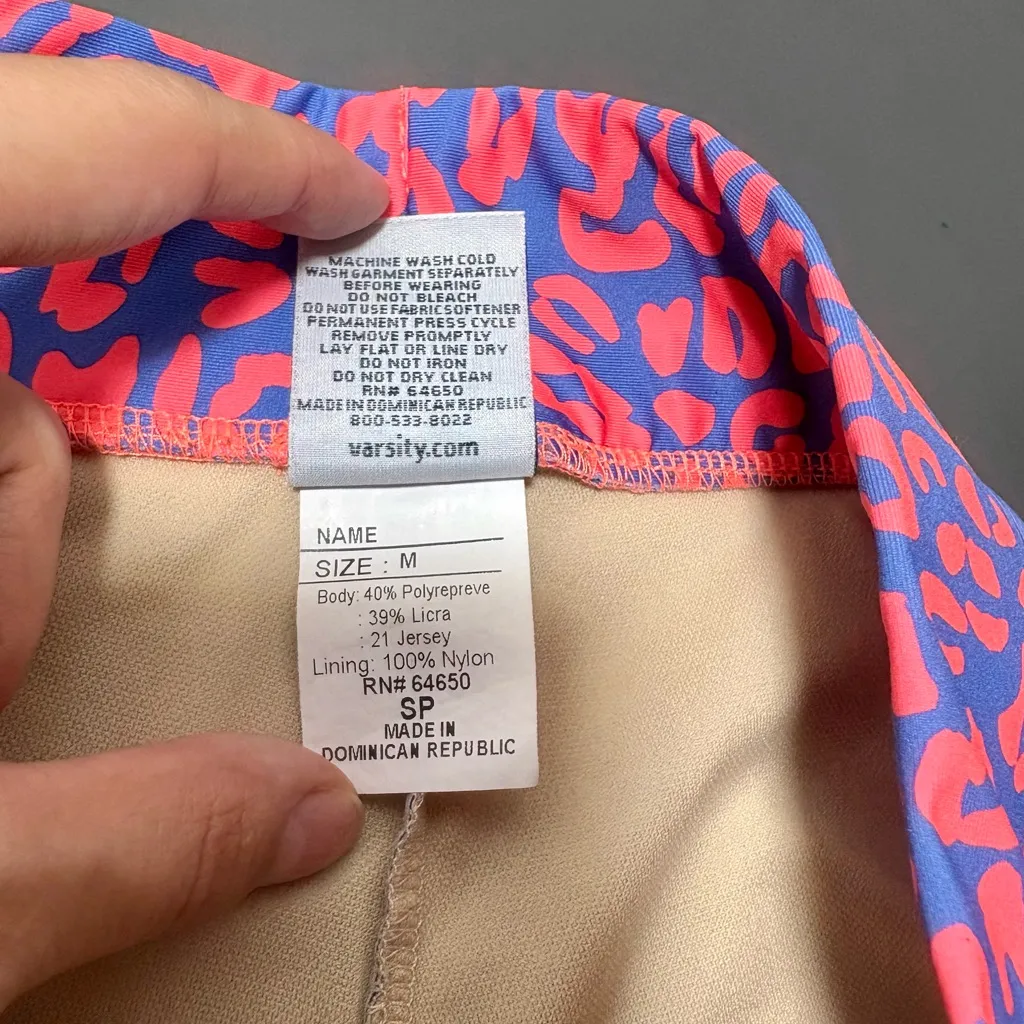 MACHINE WASH COLD
WASH GARMENT SEPARATELY
BEFORE WEARING
DO NOT BLEACH
DO NOT USE FABRIC SOFTENER
PERMANENT PRESS CYCLE
REMOVE PROMPTLY
LAY FLAT OR LINE DRY
DO NOT IRON
DO NOT DRY CLEAN
RN# 64650
MADE IN DOMINICAN REPUBLIC
800-533-8022
varsity.com
NAME
SIZE : M
Body: 40% Polyrepreve
: 39% Licra
: 21 Jersey
Lining: 100% Nylon
RN# 64650
SP
MADE IN
DOMINICAN REPUBLIC